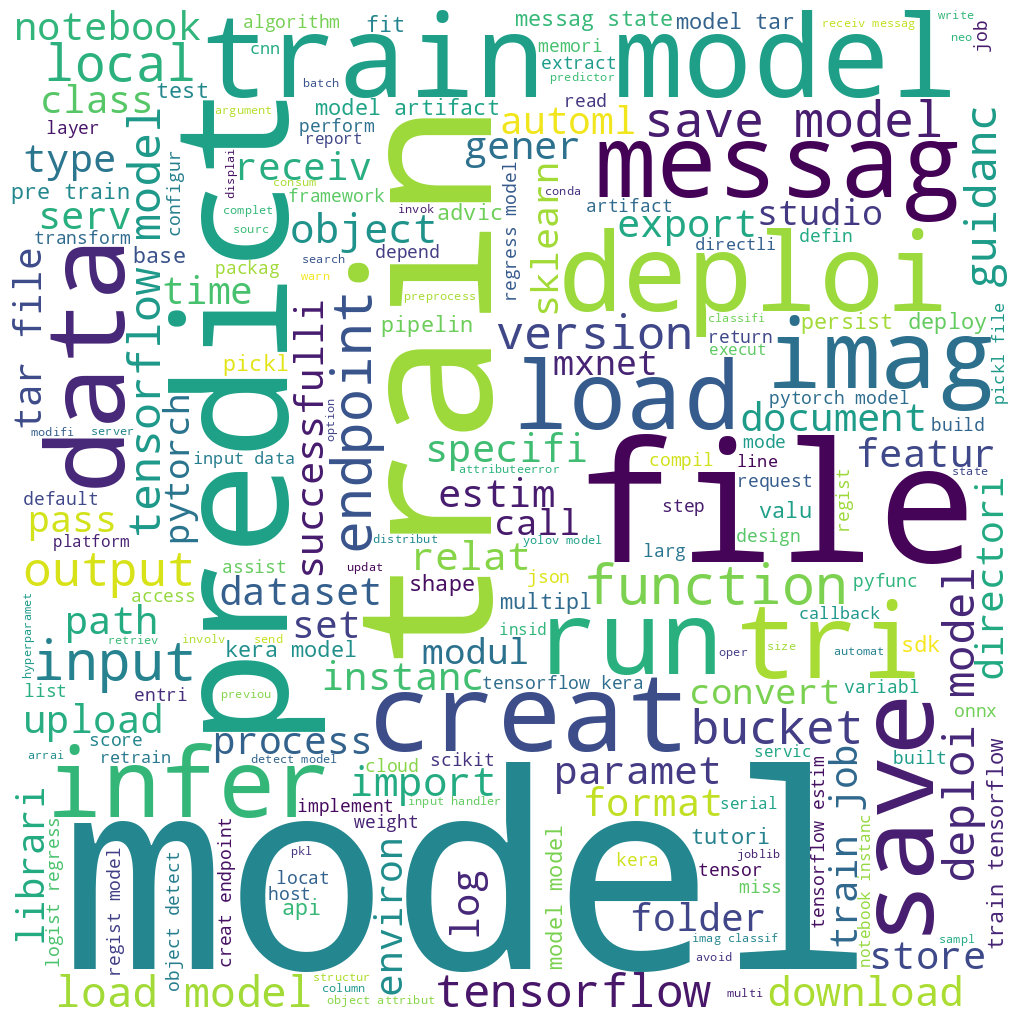 notebook
algorithm
fit
messag state
model tar
receiv messag
write
neo
job
cnn
train model
memori
extract
predictor
local
batch
class
test
model artifact
argument
read
automl
save model
layer
perform
report
type
model
configur
receiv
displai
consum
framework
gener
messag
guidanc
pre train
serv
predict
train
complet
sourc
invok
advic
sklearn
regress model
conda
artifact
export
studio
transform
base
object
search
depend
directli
defin
data
time
packag
warn
preprocess
deploi
tar file
tensorflow
pickl
endpoint
pipelin
version
classifi
return
execut
persist
deploy
pickl file
imag
pytorch
successfulli
mxnet
load
pytorch model
document
build
modifi
server
option
input data
specifi
attributeerror
mode
compil
line
featur
default
estim
file
request
state
pass
platform
call
step
valu
regist
design
directori
distribut
yolov model
larg
output
assist
updat
relat
access
dataset
shape
json
function
pyfunc
hyperparamet
path
retriev
involv
send
set
multipl
callback
insid
run
tri
size
automat
sdk
input
kera model
modul
oper
model
list
entri
previou
instanc
tensorflow kera
convert
variabl
upload
creat
bucket
save
onnx
score
retrain
process
detect model
scikit
servic
built
arrai
infer
cloud
import
input handler
paramet
train job
deploi
librari
implement
weight
format
serial
tensorflow estim
train tensorflow
logist regress
model
regist model
object detect
creat endpoint
pkl
locat
host
api
environ
log
model model
kera
tutori
tensor
joblib
miss
notebook instanc
folder
imag classif
avoid
store
sampl
load model
structur
column
object attribut
tensorflow
multi
download